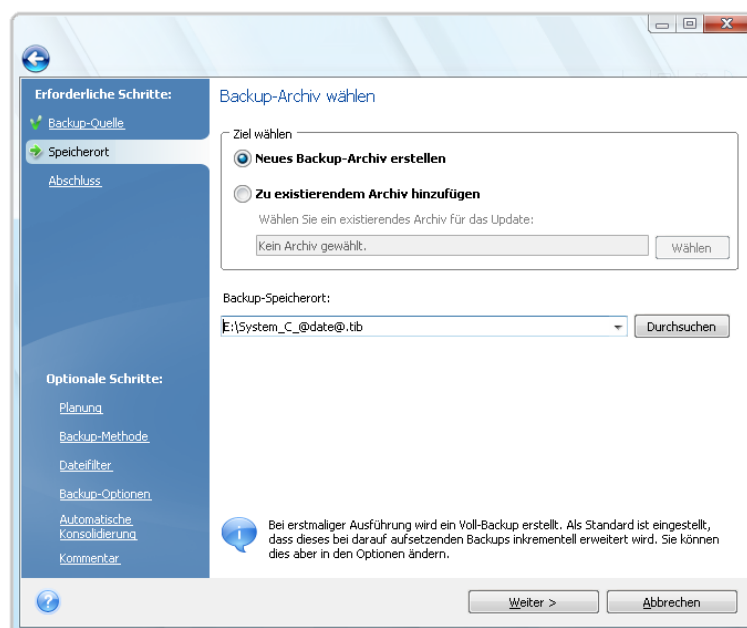 Erforderliche Schritte:
Backup-Quelle
Speicherort
Abschluss
Optionale Schritte:
Planung
Backup-Methode
Dateifilter
Backup-Optionen
Automatische
Konsolidierung
Kommentar
Backup-Archiv wählen
Ziel wählen
Neues Backup-Archiv erstellen
Zu existierendem Archiv hinzufügen
Wählen Sie ein existierendes Archiv für das Update:
Kein Archiv gewählt.
Wählen
Backup-Speicherort:
E:\System_C_@date@.tib
Durchsuchen
Bei erstmaliger Ausführung wird ein Voll-Backup erstellt. Als Standard ist eingestellt,
dass dieses bei darauf aufsetzenden Backups inkrementell erweitert wird. Sie können
dies aber in den Optionen ändern.
Weiter >
Abbrechen